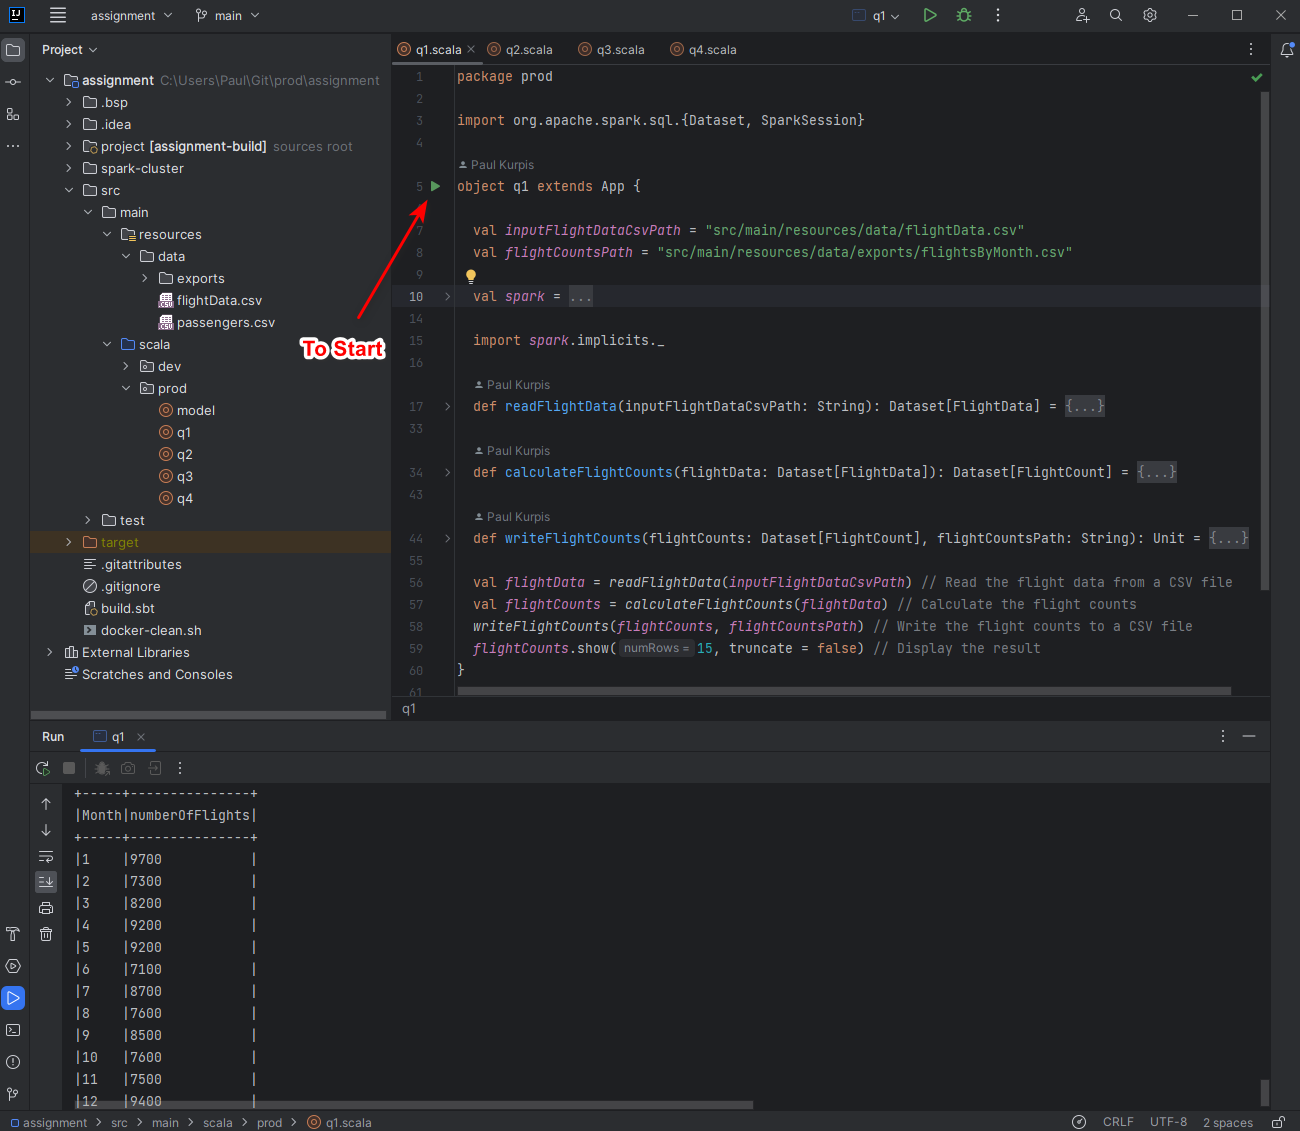 assignment main q1
Project
q1.scala q2.scala q3.scala q4.scala
assignment C:\Users\Paul\Git\prod\assignment
.bsp
.idea
project [assignment-build] sources root
spark-cluster
src
main
resources
data
exports
flightData.csv
passengers.csv
scala
dev
prod
model
q1
q2
q3
q4
test
target
.gitattributes
.gitignore
build.sbt
docker-clean.sh
External Libraries
Scratches and Consoles
To Start
1 package prod
2
3 import org.apache.spark.sql.{Dataset, SparkSession}
4
Paul Kurpis
5 object q1 extends App {
7 val inputFlightDataCsvPath = "src/main/resources/data/flightData.csv"
8 val flightCountsPath = "src/main/resources/data/exports/flightsByMonth.csv"
9
10 val spark = ...
14
15 import spark.implicits._
16
Paul Kurpis
17 def readFlightData(inputFlightDataCsvPath: String): Dataset[FlightData] = {...}
33
Paul Kurpis
34 def calculateFlightCounts(flightData: Dataset[FlightData]): Dataset[FlightCount] = {...}
43
Paul Kurpis
44 def writeFlightCounts(flightCounts: Dataset[FlightCount], flightCountsPath: String): Unit = {...}
55
56 val flightData = readFlightData(inputFlightDataCsvPath) // Read the flight data from a CSV file
57 val flightCounts = calculateFlightCounts(flightData) // Calculate the flight counts
58 writeFlightCounts(flightCounts, flightCountsPath) // Write the flight counts to a CSV file
59 flightCounts.show( numRows = 15, truncate = false) // Display the result
60 }
61
q1
Run q1
+-----+---------------+
|Month|numberOfFlights|
+-----+---------------+
|1 |9700 |
|2 |7300 |
|3 |8200 |
|4 |9200 |
|5 |9200 |
|6 |7100 |
|7 |8700 |
|8 |7600 |
|9 |8500 |
|10 |7600 |
|11 |7500 |
|12 |9400 |
assignment > src > main > scala > prod > q1.scala CRLF UTF-8 2 spaces